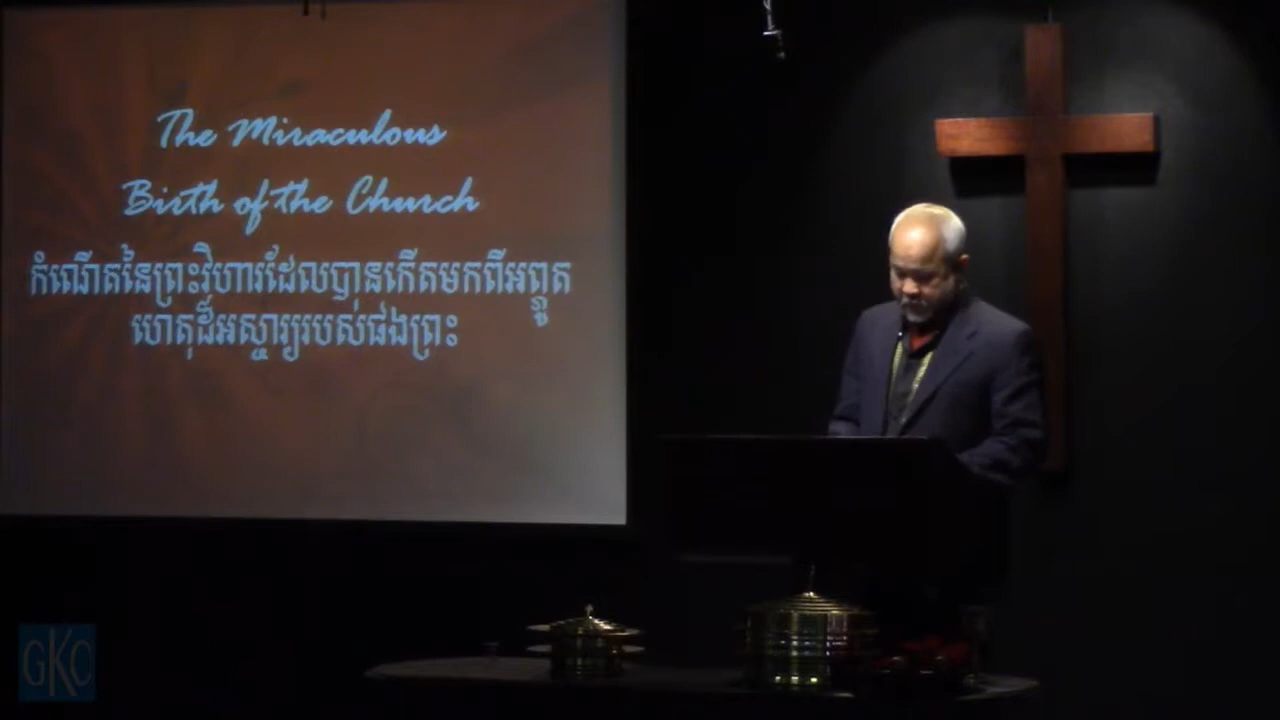 The Miraculous
Birth of the Church
កំណើតនៃព្រះវិហារដែលបានកើតមកពីអព្ភូត
ហេតុដ៏អស្ចារ្យរបស់ផងព្រះ
GKC